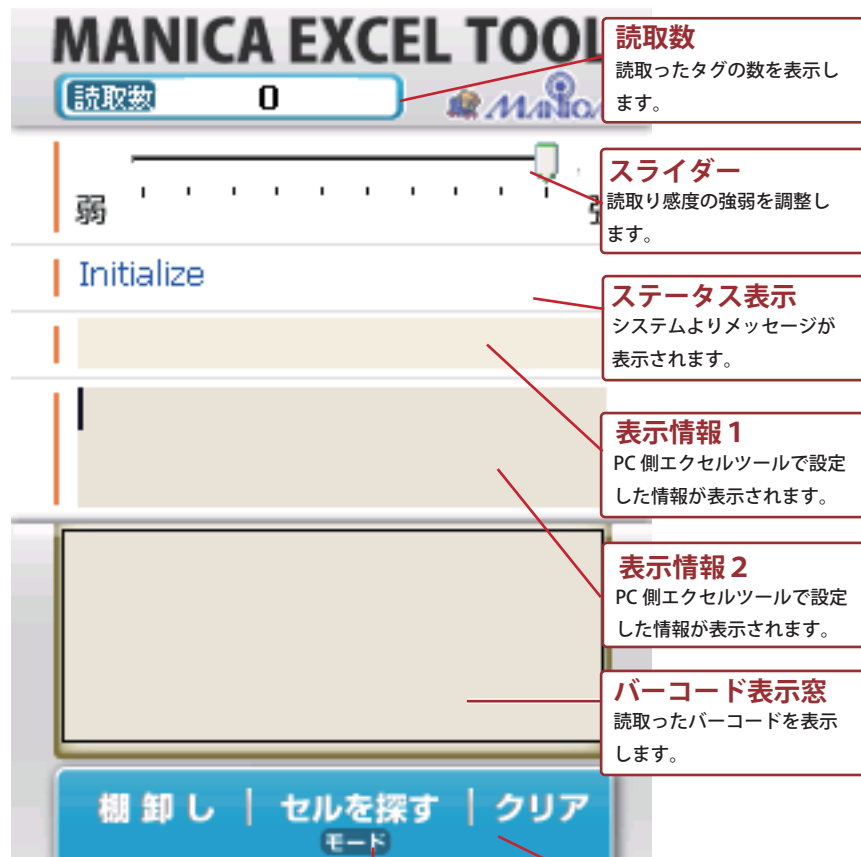 MANICA EXCEL TOOL
読取数 0
読取数
読取ったタグの数を表示し
ます。
弱
スライダー
読取り感度の強弱を調整し
ます。
Initialize
ステータス表示
システムよりメッセージが
表示されます。
表示情報1
PC 側エクセルツールで設定
した情報が表示されます。
表示情報2
PC 側エクセルツールで設定
した情報が表示されます。
バーコード表示窓
読取ったバーコードを表示
します。
棚卸し | セルを探す | クリア
モード